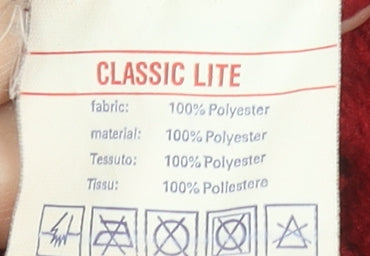 CLASSIC LITE
fabric: 100% Polyester
material: 100% Polyester
Tessuto: 100% Polyester
Tissu: 100% Poliestere